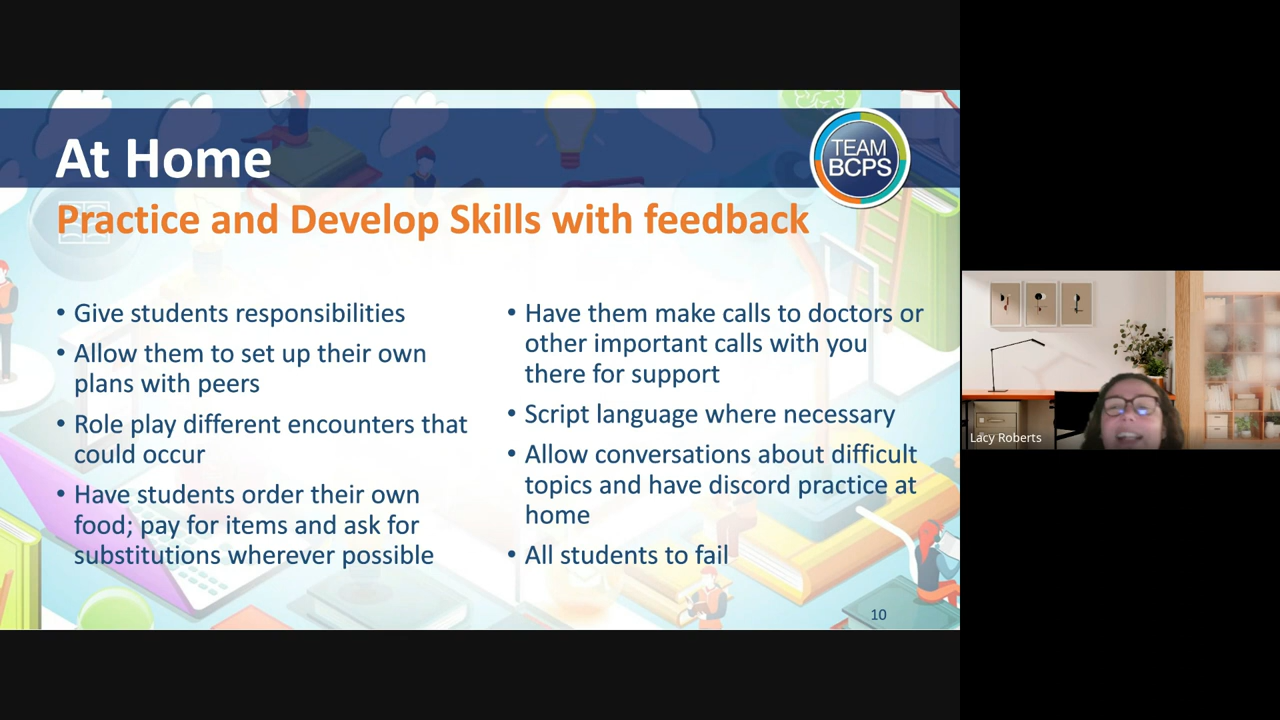 At Home
TEAM
BCPS
Practice and Develop Skills with feedback
• Give students responsibilities
• Allow them to set up their own
plans with peers
• Role play different encounters that
could occur
• Have students order their own
food; pay for items and ask for
substitutions wherever possible
• Have them make calls to doctors or
other important calls with you
there for support
• Script language where necessary
• Allow conversations about difficult
topics and have discord practice at
home
• All students to fail
10
Lacy Roberts